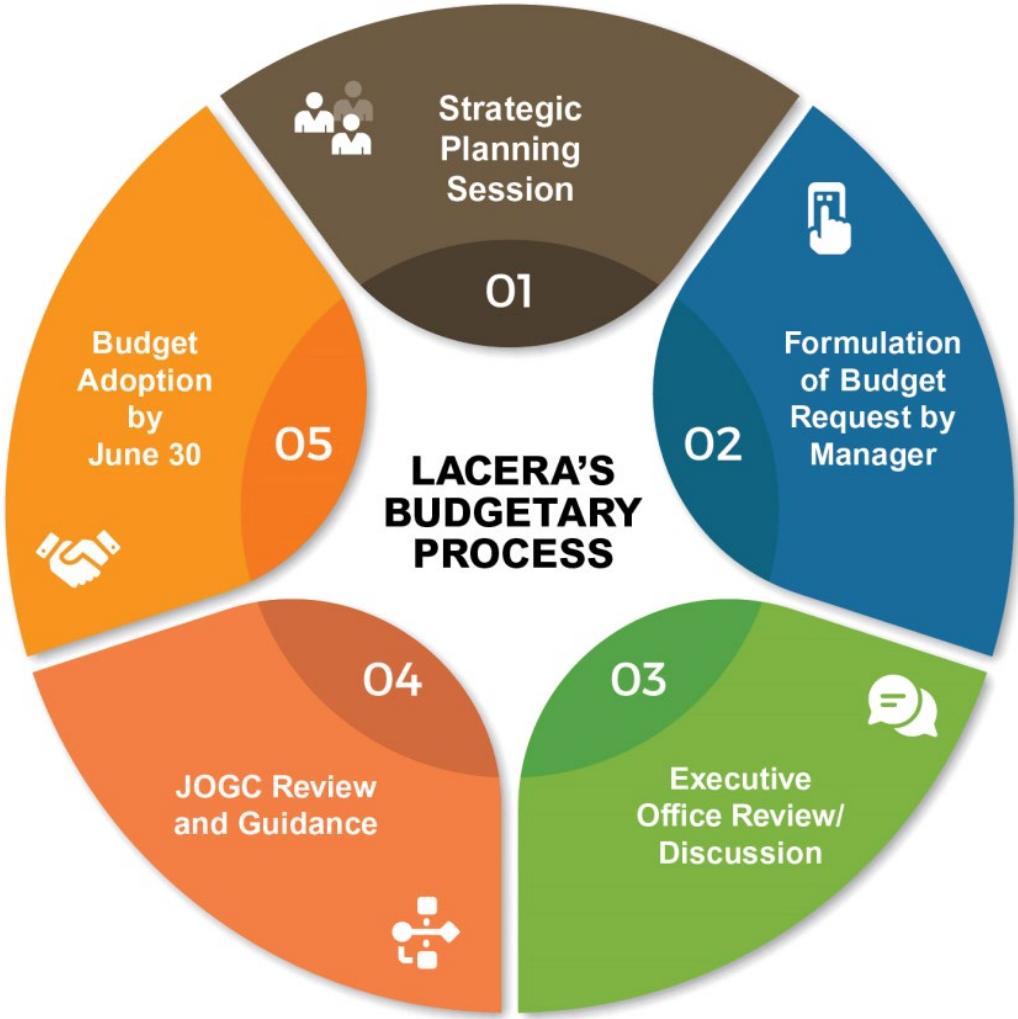 Strategic
Planning
Session
01
Formulation
of Budget
Request by
Manager
02
Executive
Office Review/
Discussion
03
JOGC Review
and Guidance
04
Budget
Adoption
by
June 30
05
LACERA’S
BUDGETARY
PROCESS